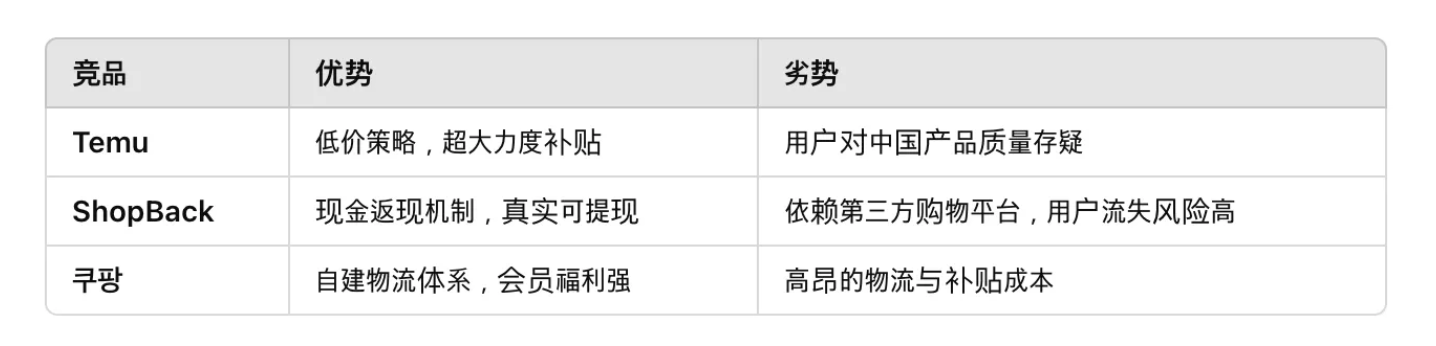 竞品 优势 劣势
Temu 低价策略，超大力度补贴 用户对中国产品质量存疑
ShopBack 现金返现机制，真实可提现 依赖第三方购物平台，用户流失风险高
쿠팡 自建物流体系，会员福利强 高昂的物流与补贴成本